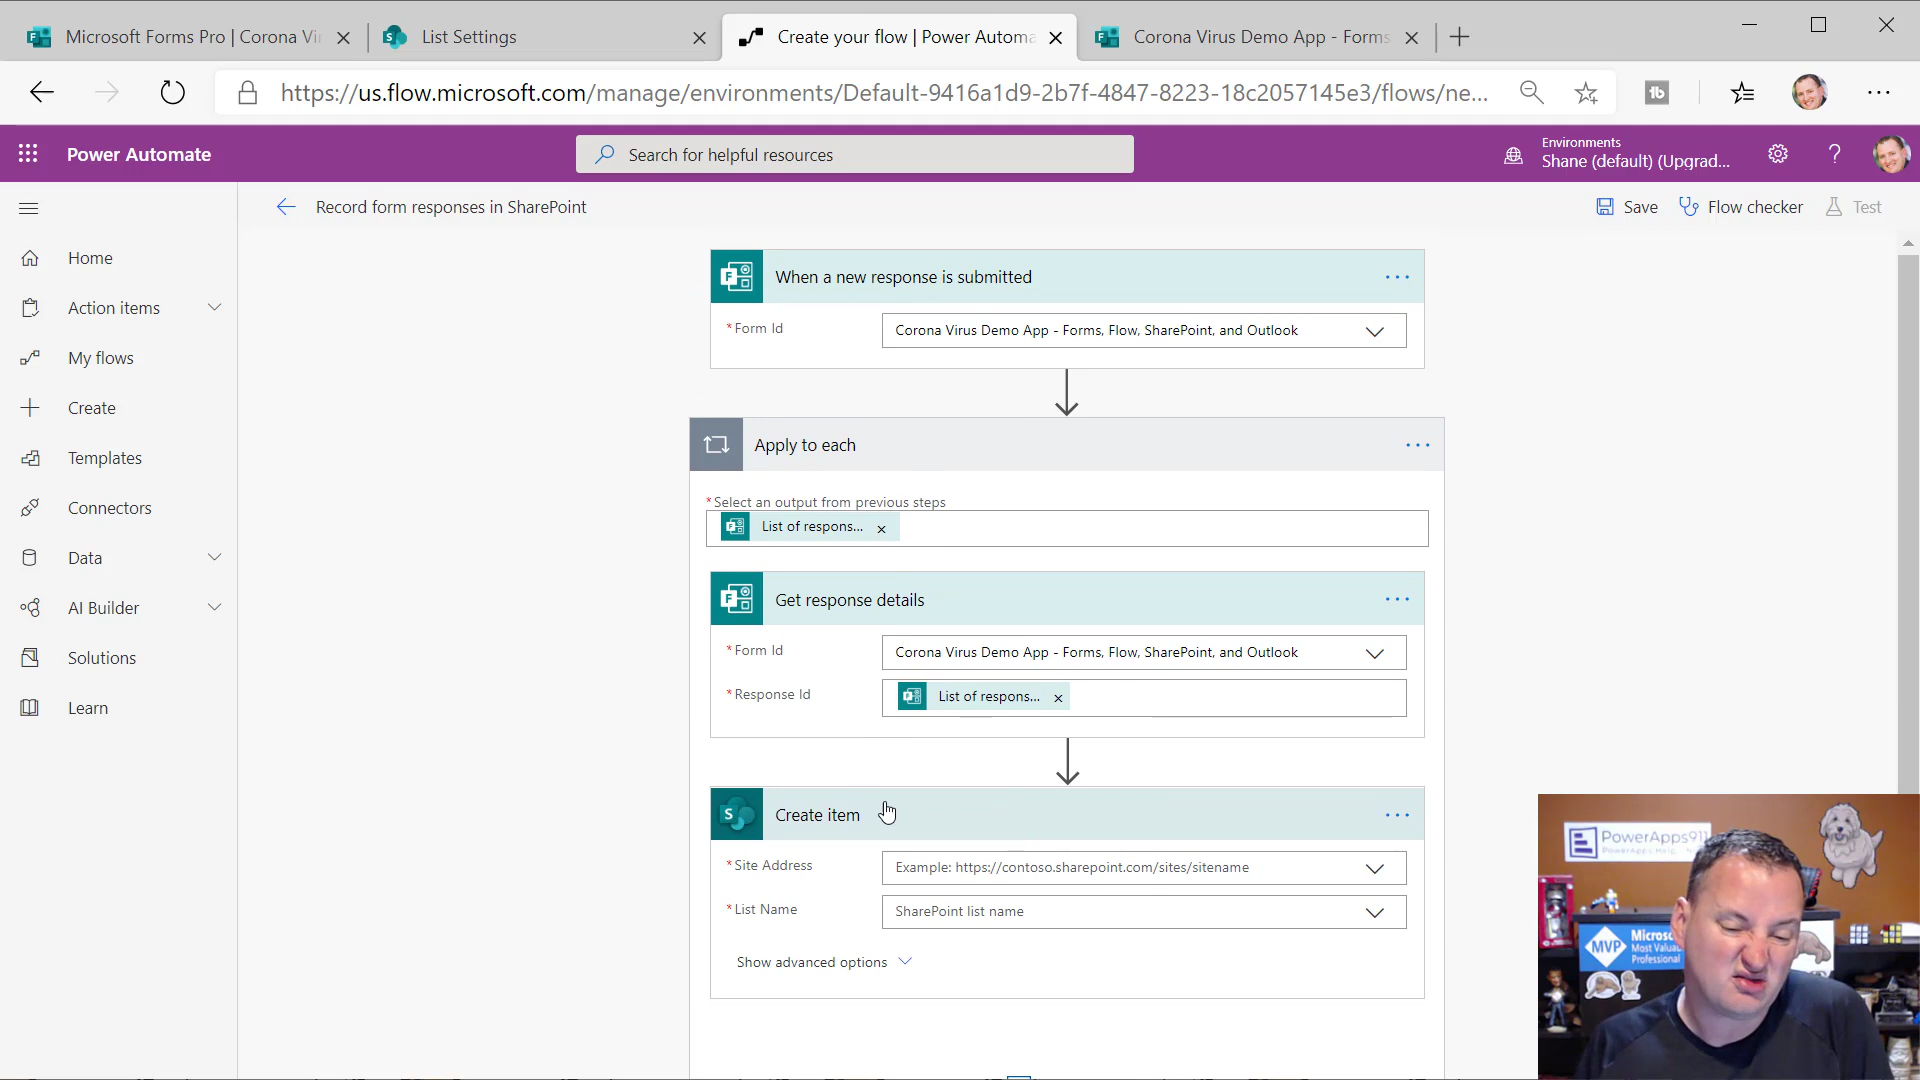 Microsoft Forms Pro | Corona Vi
List Settings
Create your flow | Power Automa
Corona Virus Demo App - Forms
https://us.flow.microsoft.com/manage/environments/Default-9416a1d9-2b7f-4847-8223-18c2057145e3/flows/ne...
Power Automate
Search for helpful resources
Environments
Shane (default) (Upgrad...
Record form responses in SharePoint
Save
Flow checker
Test
Home
Action items
My flows
Create
Templates
Connectors
Data
AI Builder
Solutions
Learn
When a new response is submitted
* Form Id
Corona Virus Demo App - Forms, Flow, SharePoint, and Outlook
Apply to each
* Select an output from previous steps
List of respons...
Get response details
* Form Id
Corona Virus Demo App - Forms, Flow, SharePoint, and Outlook
* Response Id
List of respons...
Create item
* Site Address
Example: https://contoso.sharepoint.com/sites/sitename
* List Name
SharePoint list name
Show advanced options
PowerApps911
MVP
Microso
Most Valua
Professional